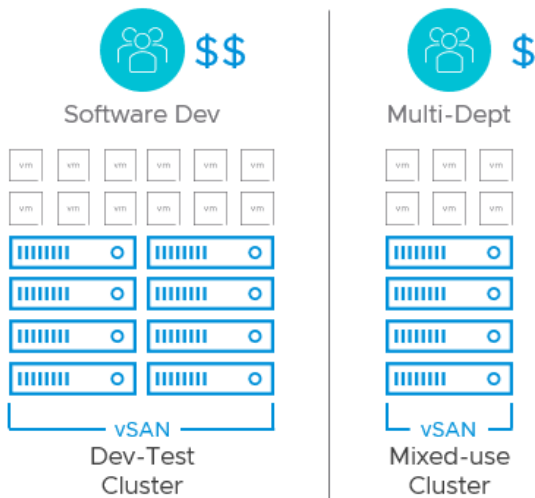 $$
$
Software Dev
Multi-Dept
vm vm vm vm vm vm
vm vm vm
vm vm vm vm vm vm
vm vm vm
vSAN
vSAN
Dev-Test
Cluster
Mixed-use
Cluster